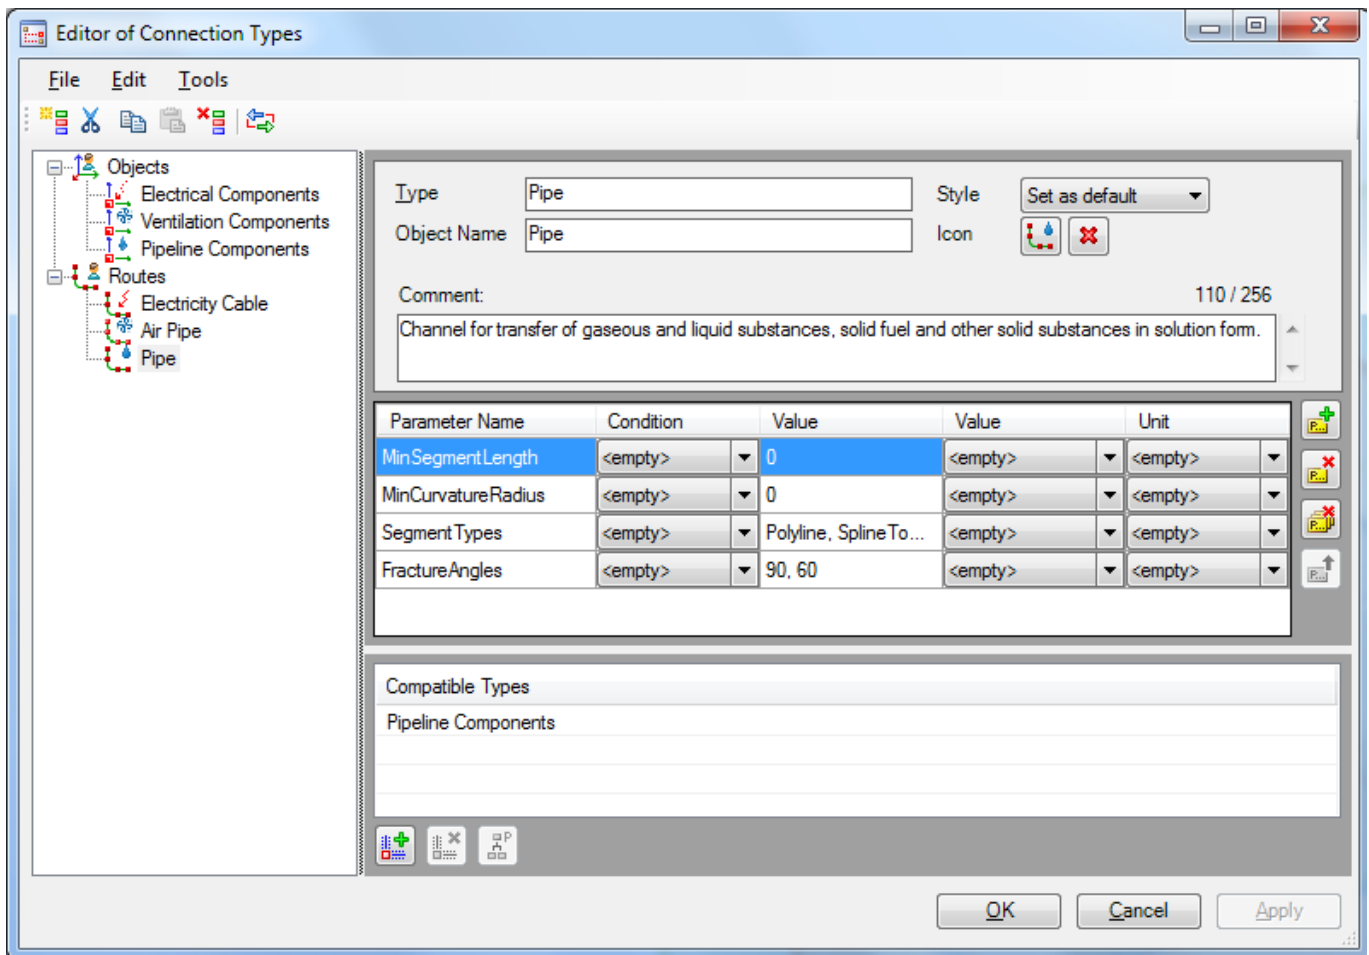 Editor of Connection Types
File Edit Tools
Objects
Electrical Components
Ventilation Components
Pipeline Components
Routes
Electricity Cable
Air Pipe
Pipe
Type Pipe Style Set as default
Object Name Pipe Icon
Comment: 110 / 256
Channel for transfer of gaseous and liquid substances, solid fuel and other solid substances in solution form.
Parameter Name Condition Value Value Unit
MinSegmentLength <empty> 0 <empty> <empty>
MinCurvatureRadius <empty> 0 <empty> <empty>
SegmentTypes <empty> Polyline, SplineTo... <empty> <empty>
FractureAngles <empty> 90, 60 <empty> <empty>
P...
P...
P...
P...
Compatible Types
Pipeline Components
P
OK Cancel Apply